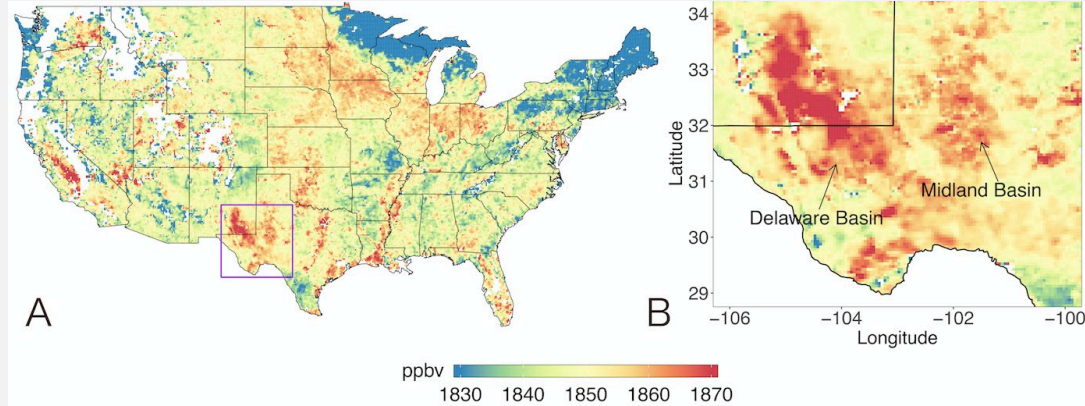 A
34
33
32
31
30
29
Latitude
Midland Basin
Delaware Basin
B
−106
−104
−102
−100
Longitude
ppbv
1830
1840
1850
1860
1870